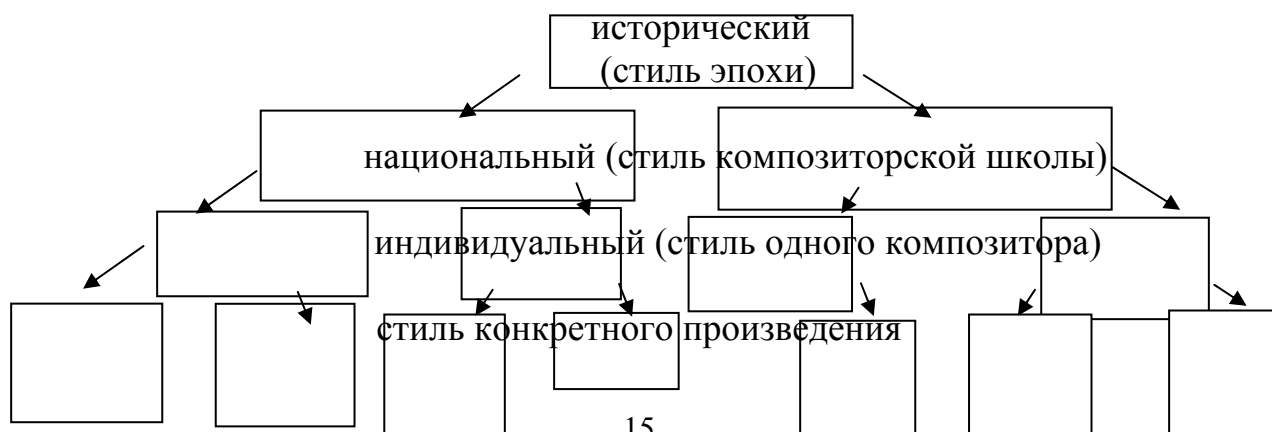 исторический
(стиль эпохи)
национальный (стиль композиторской школы)
индивидуальный (стиль одного композитора)
стиль конкретного произведения
15